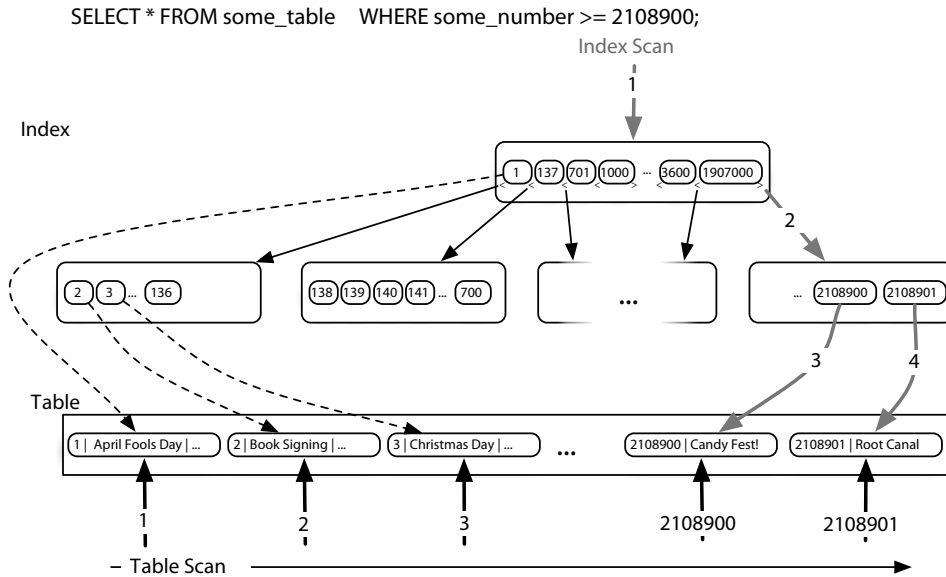 SELECT * FROM some_table WHERE some_number >= 2108900;
Index Scan
1
Index
1 137 701 1000 ... 3600 1907000
< < < < < < >
2
2 3 ... 136
138 139 140 141 ... 700
...
... 2108900 2108901
3 4
Table
1 | April Fools Day | ...
2 | Book Signing | ...
3 | Christmas Day | ...
...
2108900 | Candy Fest!
2108901 | Root Canal
1 2 3 2108900 2108901
Table Scan